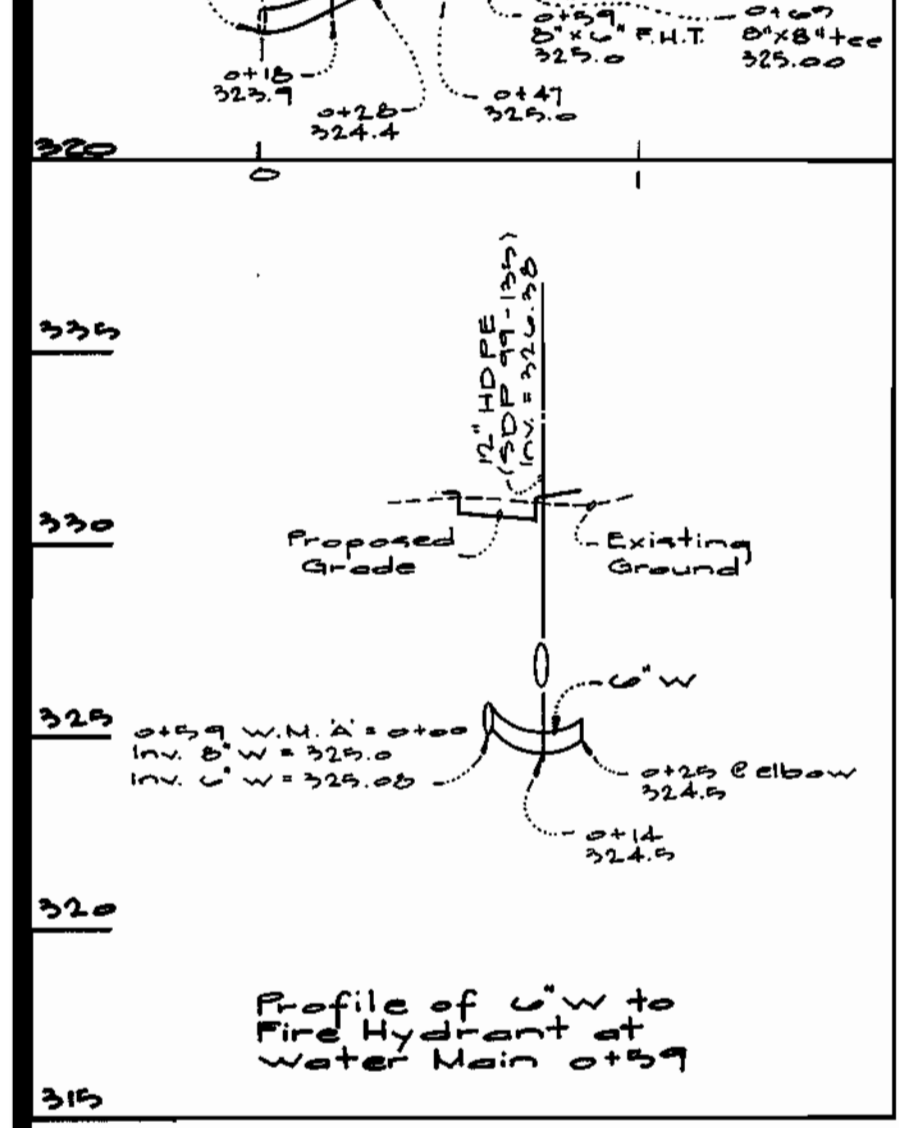 0+59
8"x6" F.H.T.
325.0
0+69
8"x8" tee
325.00
0+18
323.9
0+28
324.4
0+47
325.0
320
0
1
335
12" HDPE
(SDP 99-135)
Inv. = 326.38
330
Proposed
Grade
Existing
Ground
6" W
325
0+59 W.M. 'A' = 0+00
Inv. 8" W = 325.0
Inv. 6" W = 325.08
0+25 @ elbow
324.5
0+14
324.5
320
Profile of 6" W to
Fire Hydrant at
Water Main 0+59
315